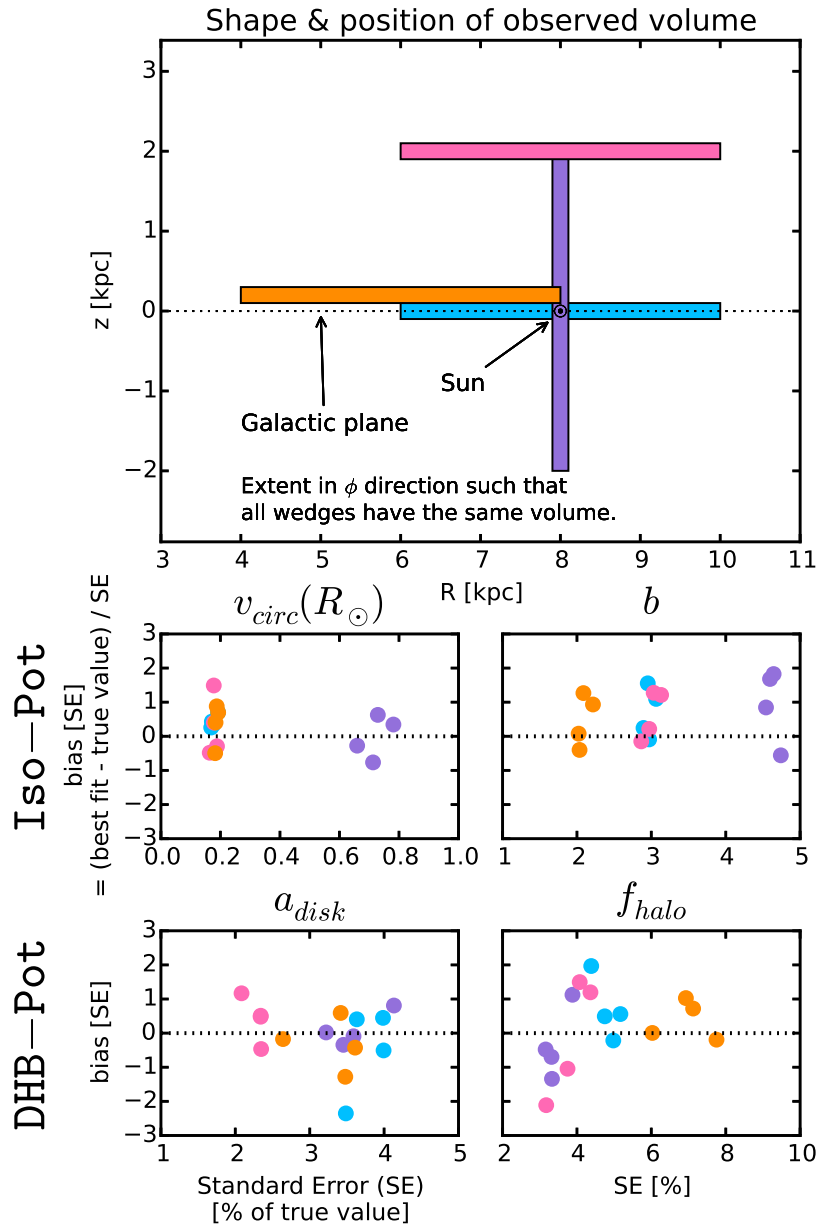 Shape & position of observed volume
3
2
1
0
−1
−2
z [kpc]
Sun
Galactic plane
Extent in ϕ direction such that
all wedges have the same volume.
3 4 5 6 7 8 9 10 11
R [kpc]
v_circ(R_⊙)
b
Iso−Pot
bias [SE]
= (best fit - true value) / SE
3
2
1
0
−1
−2
−3
0.0 0.2 0.4 0.6 0.8 1.0
1 2 3 4 5
a_disk
f_halo
DHB−Pot
bias [SE]
3
2
1
0
−1
−2
−3
1 2 3 4 5
2 4 6 8 10
Standard Error (SE)
[% of true value]
SE [%]